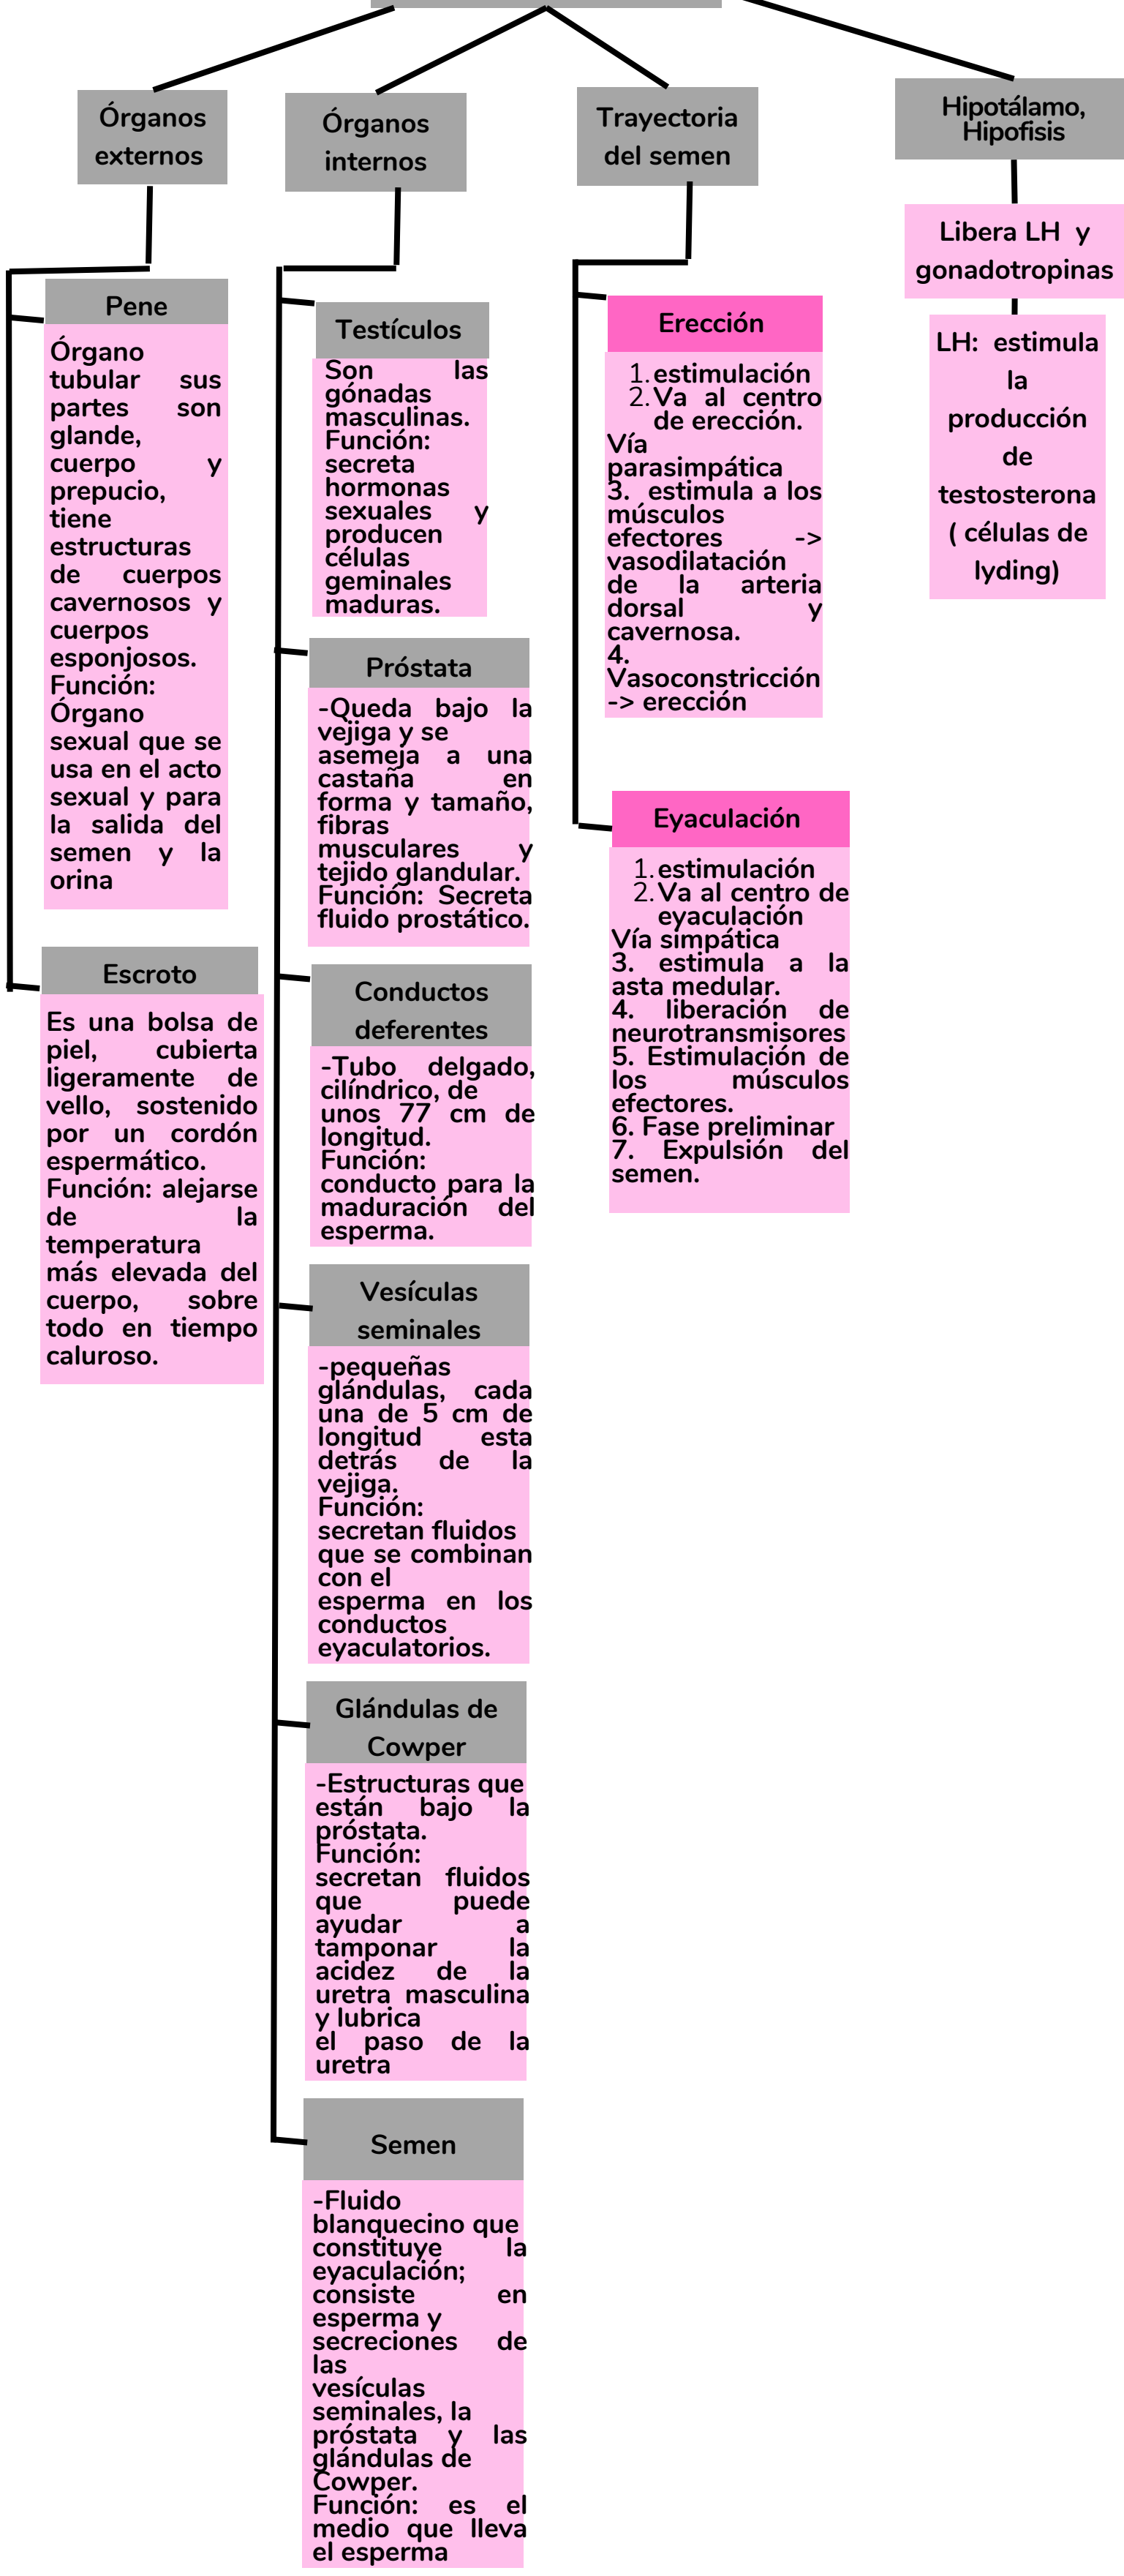 Órganos
externos
Pene
Órgano
tubular sus
partes son
glande,
cuerpo y
prepucio,
tiene
estructuras
de cuerpos
cavernosos y
cuerpos
esponjosos.
Función:
Órgano
sexual que se
usa en el acto
sexual y para
la salida del
semen y la
orina
Escroto
Es una bolsa de
piel, cubierta
ligeramente de
vello, sostenido
por un cordón
espermático.
Función: alejarse
de la
temperatura
más elevada del
cuerpo, sobre
todo en tiempo
caluroso.
Órganos
internos
Testículos
Son las
gónadas
masculinas.
Función:
secreta
hormonas
sexuales y
producen
células
geminales
maduras.
Próstata
-Queda bajo la
vejiga y se
asemeja a una
castaña en
forma y tamaño,
fibras
musculares y
tejido glandular.
Función: Secreta
fluido prostático.
Conductos
deferentes
-Tubo delgado,
cilíndrico, de
unos 77 cm de
longitud.
Función:
conducto para la
maduración del
esperma.
Vesículas
seminales
-pequeñas
glándulas, cada
una de 5 cm de
longitud esta
detrás de la
vejiga.
Función:
secretan fluidos
que se combinan
con el
esperma en los
conductos
eyaculatorios.
Glándulas de
Cowper
-Estructuras que
están bajo la
próstata.
Función:
secretan fluidos
que puede
ayudar a
tamponar la
acidez de la
uretra masculina
y lubrica
el paso de la
uretra
Semen
-Fluido
blanquecino que
constituye la
eyaculación;
consiste en
esperma y
secreciones de
las
vesículas
seminales, la
próstata y las
glándulas de
Cowper.
Función: es el
medio que lleva
el esperma
Trayectoria
del semen
Erección
1. estimulación
2. Va al centro
de erección.
Vía
parasimpática
3. estimula a los
músculos
efectores ->
vasodilatación
de la arteria
dorsal y
cavernosa.
4.
Vasoconstricción
-> erección
Eyaculación
1. estimulación
2. Va al centro de
eyaculación
Vía simpática
3. estimula a la
asta medular.
4. liberación de
neurotransmisores
5. Estimulación de
los músculos
efectores.
6. Fase preliminar
7. Expulsión del
semen.
Hipotálamo,
Hipofisis
Libera LH y
gonadotropinas
LH: estimula
la
producción
de
testosterona
( células de
lyding)